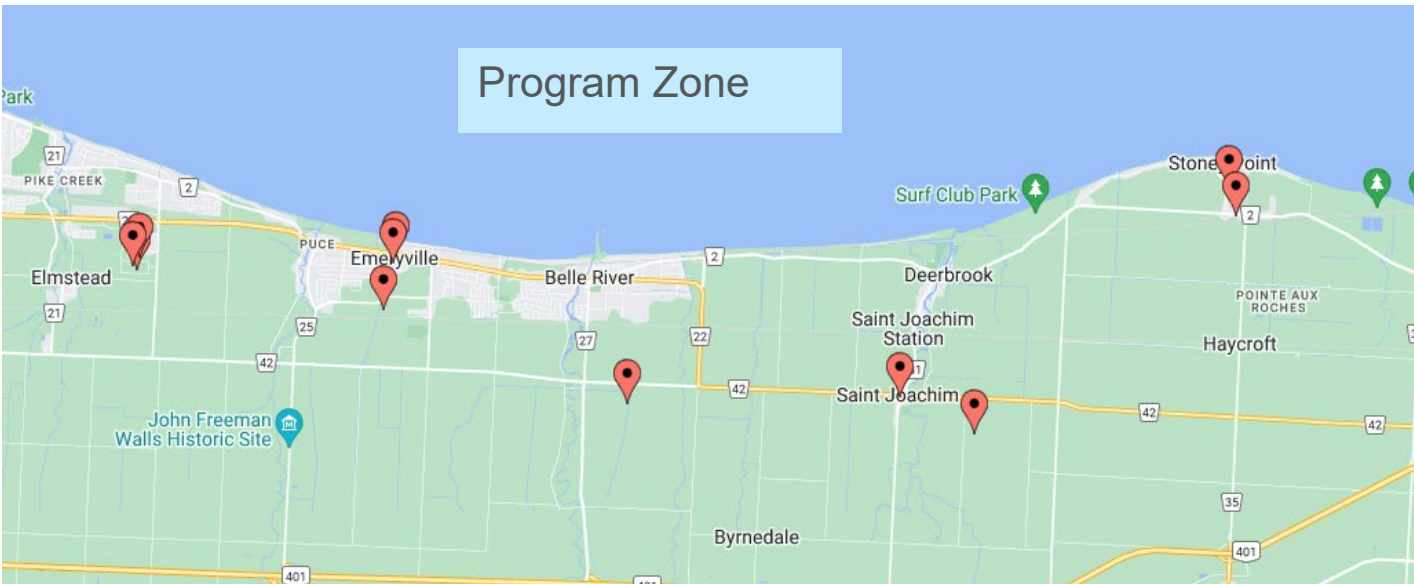 Program Zone
Park
21
PIKE CREEK
2
Elmstead
21
PUCE
Emeryville
25
42
Belle River
27
2
22
42
Surf Club Park
Deerbrook
Saint Joachim
Station
Saint Joachim
42
42
Stoney Point
2
POINTE AUX
ROCHES
Haycroft
John Freeman
Walls Historic Site
Byrnedale
35
401
401
401